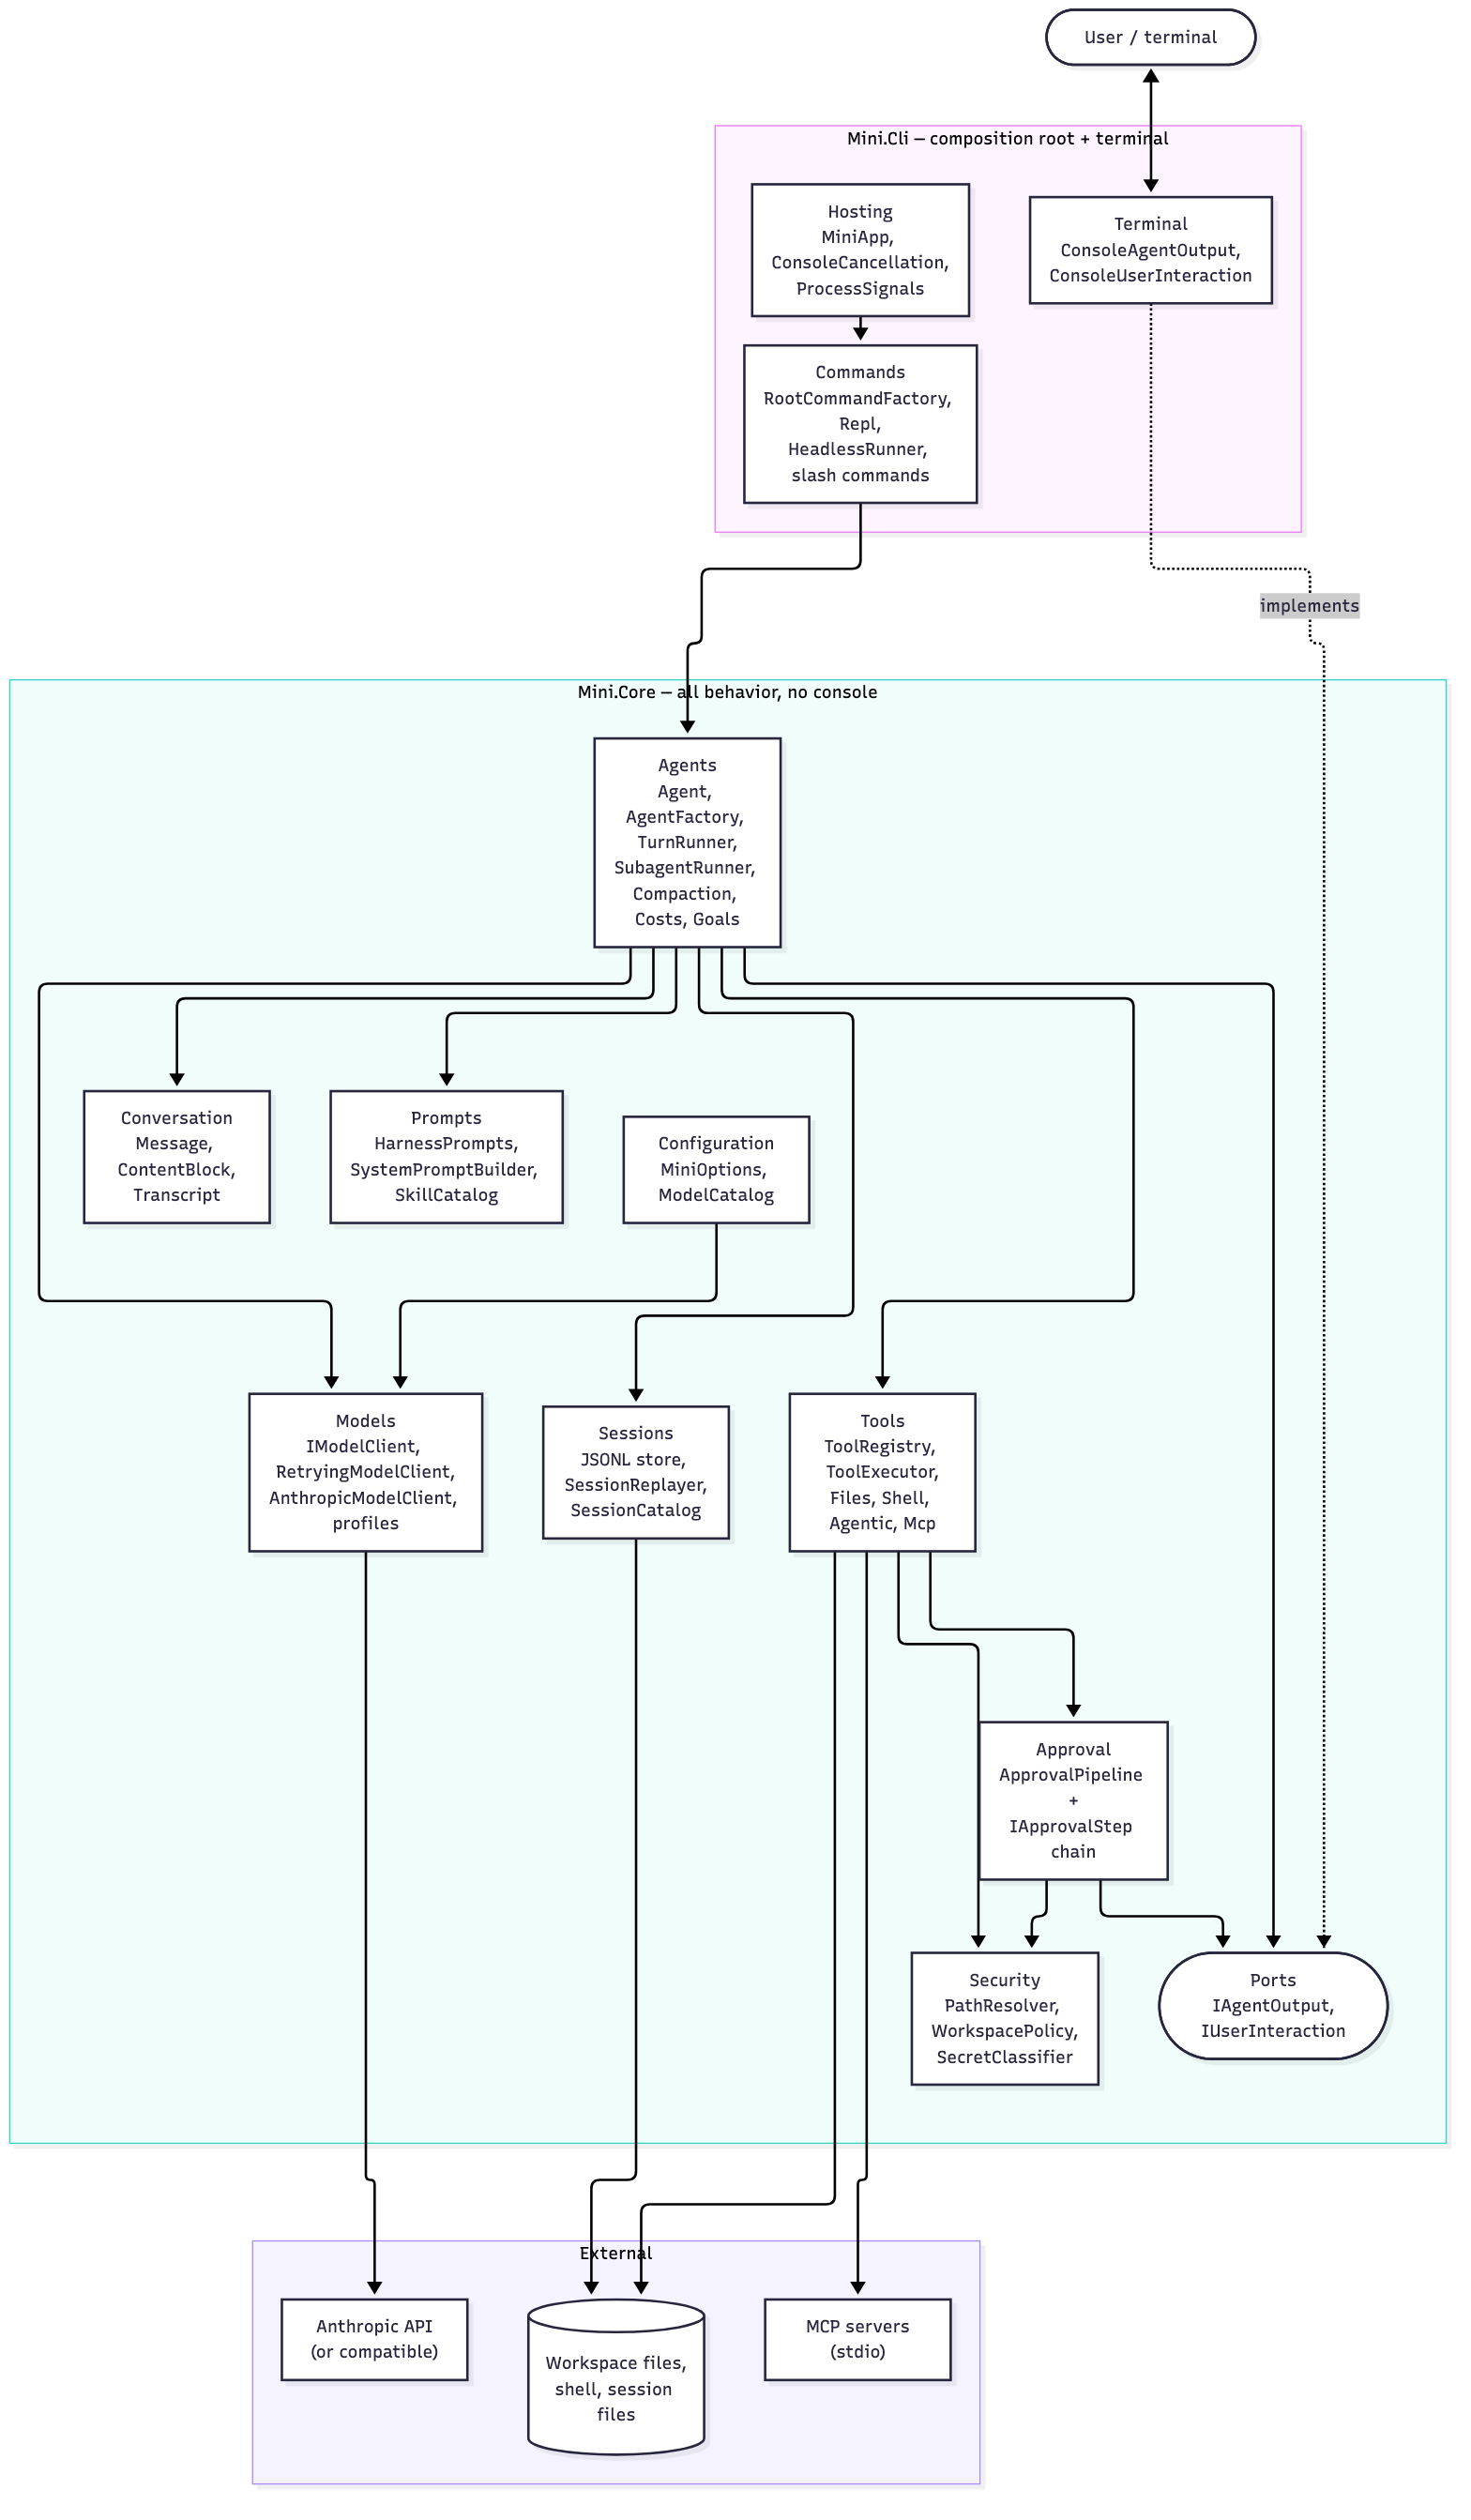 User / terminal
Mini.Cli – composition root + terminal
Hosting
MiniApp,
ConsoleCancellation,
ProcessSignals
Terminal
ConsoleAgentOutput,
ConsoleUserInteraction
Commands
RootCommandFactory,
Repl,
HeadlessRunner,
slash commands
implements
Mini.Core – all behavior, no console
Agents
Agent,
AgentFactory,
TurnRunner,
SubagentRunner,
Compaction,
Costs, Goals
Conversation
Message,
ContentBlock,
Transcript
Prompts
HarnessPrompts,
SystemPromptBuilder,
SkillCatalog
Configuration
MiniOptions,
ModelCatalog
Models
IModelClient,
RetryingModelClient,
AnthropicModelClient,
profiles
Sessions
JSONL store,
SessionReplayer,
SessionCatalog
Tools
ToolRegistry,
ToolExecutor,
Files, Shell,
Agentic, Mcp
Approval
ApprovalPipeline
+
IApprovalStep
chain
Security
PathResolver,
WorkspacePolicy,
SecretClassifier
Ports
IAgentOutput,
IUserInteraction
External
Anthropic API
(or compatible)
Workspace files,
shell, session
files
MCP servers
(stdio)